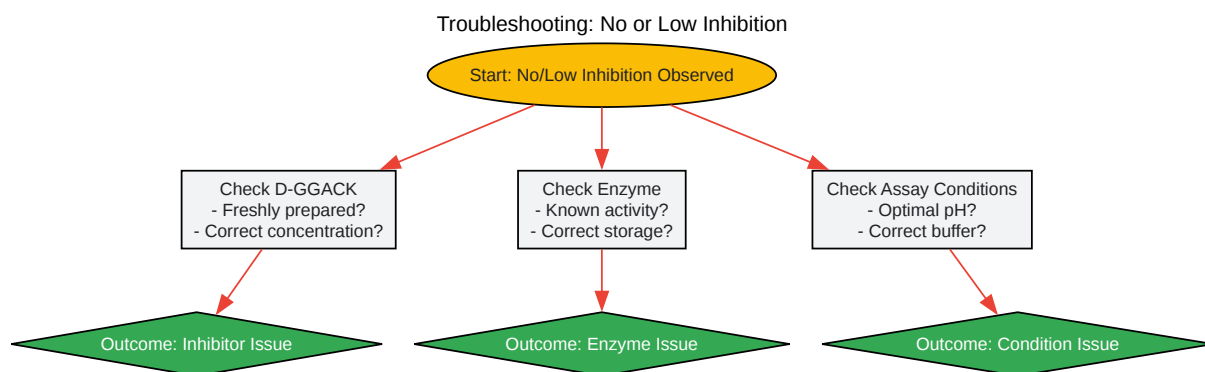 Troubleshooting: No or Low Inhibition
Start: No/Low Inhibition Observed
Check D-GGACK
- Freshly prepared?
- Correct concentration?
Check Enzyme
- Known activity?
- Correct storage?
Check Assay Conditions
- Optimal pH?
- Correct buffer?
Outcome: Inhibitor Issue
Outcome: Enzyme Issue
Outcome: Condition Issue